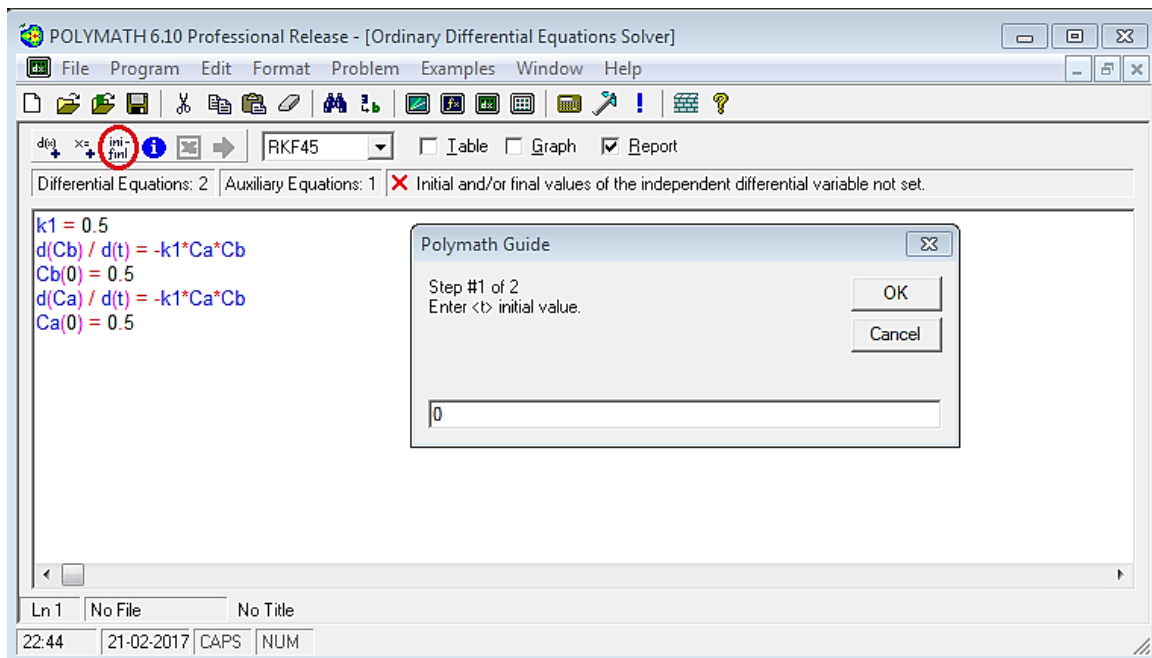 POLYMATH 6.10 Professional Release - [Ordinary Differential Equations Solver]
File Program Edit Format Problem Examples Window Help
d(x) x= ini- finl RKF45 Table Graph Report
Differential Equations: 2 Auxiliary Equations: 1 Initial and/or final values of the independent differential variable not set.
k1 = 0.5
d(Cb) / d(t) = -k1*Ca*Cb
Cb(0) = 0.5
d(Ca) / d(t) = -k1*Ca*Cb
Ca(0) = 0.5
Polymath Guide
Step #1 of 2
Enter <t> initial value.
OK
Cancel
0
Ln 1 No File No Title
22:44 21-02-2017 CAPS NUM